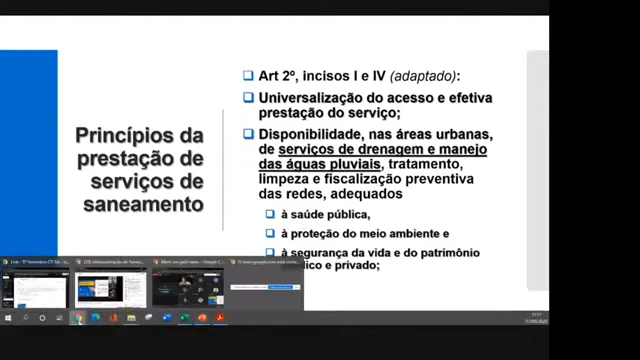 Princípios da
prestação de
serviços de
saneamento
Art 2º, incisos I e IV (adaptado):
Universalização do acesso e efetiva
prestação do serviço;
Disponibilidade, nas áreas urbanas,
de serviços de drenagem e manejo
das águas pluviais, tratamento,
limpeza e fiscalização preventiva
das redes, adequados
à saúde pública,
à proteção do meio ambiente e
à segurança da vida e do patrimônio
e privado;